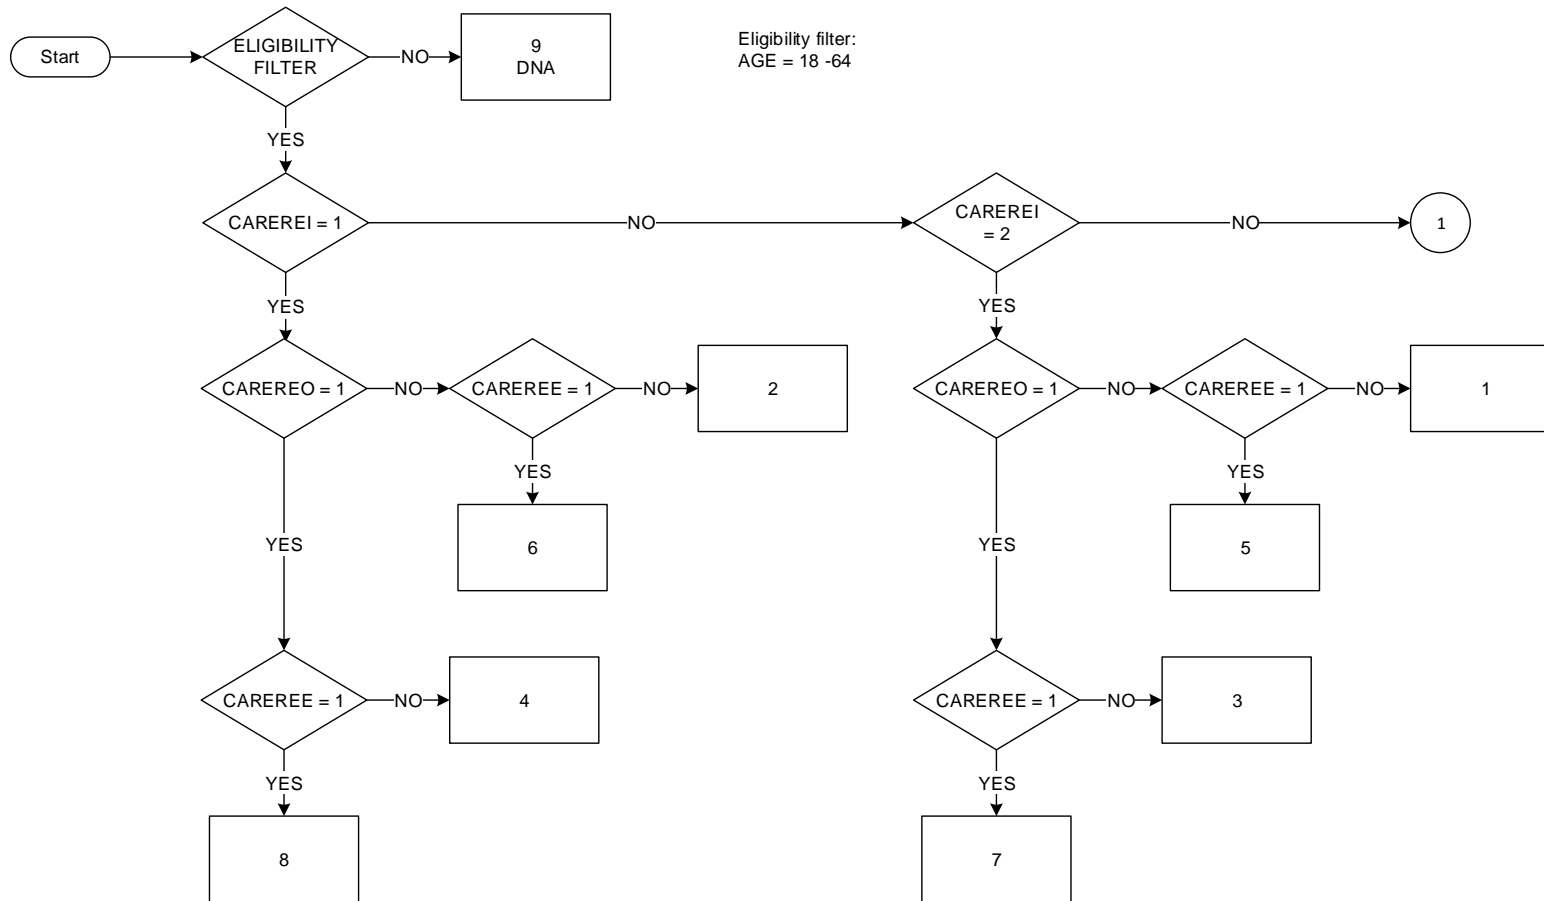 Start
ELIGIBILITY
FILTER
NO
9
DNA
Eligibility filter:
AGE = 18 -64
YES
CAREREI = 1
NO
CAREREI
= 2
NO
1
YES
YES
CAREREO = 1
NO
CAREREE = 1
NO
2
CAREREO = 1
NO
CAREREE = 1
NO
1
YES
YES
6
5
YES
YES
CAREREE = 1
NO
4
CAREREE = 1
NO
3
YES
YES
8
7